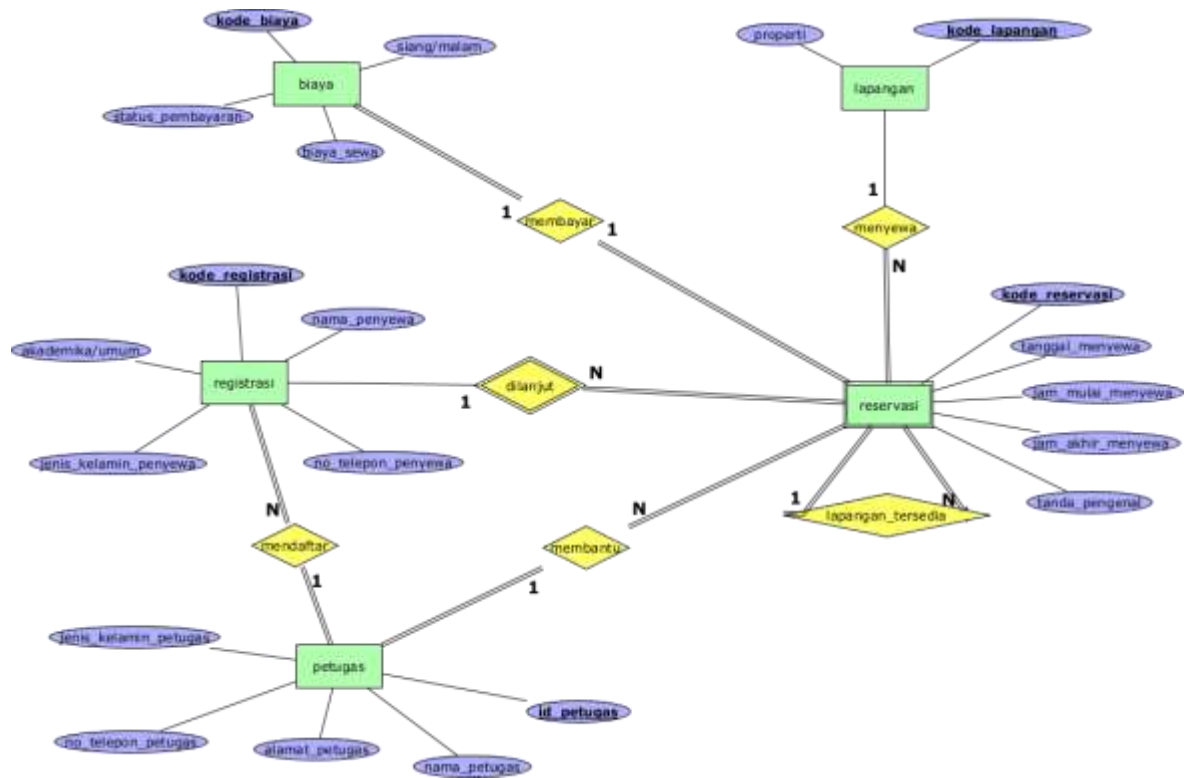 kode_biaya
siang/malam
biaya
status_pembayaran
biaya_sewa
properti
kode_lapangan
lapangan
1
menyewa
N
1
membayar
1
kode_registrasi
nama_penyewa
akademika/umum
registrasi
jenis_kelamin_penyewa
no_telepon_penyewa
1
dilanjut
N
kode_reservasi
tanggal_menyewa
jam_mulai_menyewa
reservasi
jam_akhir_menyewa
tanda_pengenal
1
lapangan_tersedia
N
N
mendaftar
1
N
membantu
1
jenis_kelamin_petugas
petugas
id_petugas
no_telepon_petugas
alamat_petugas
nama_petugas